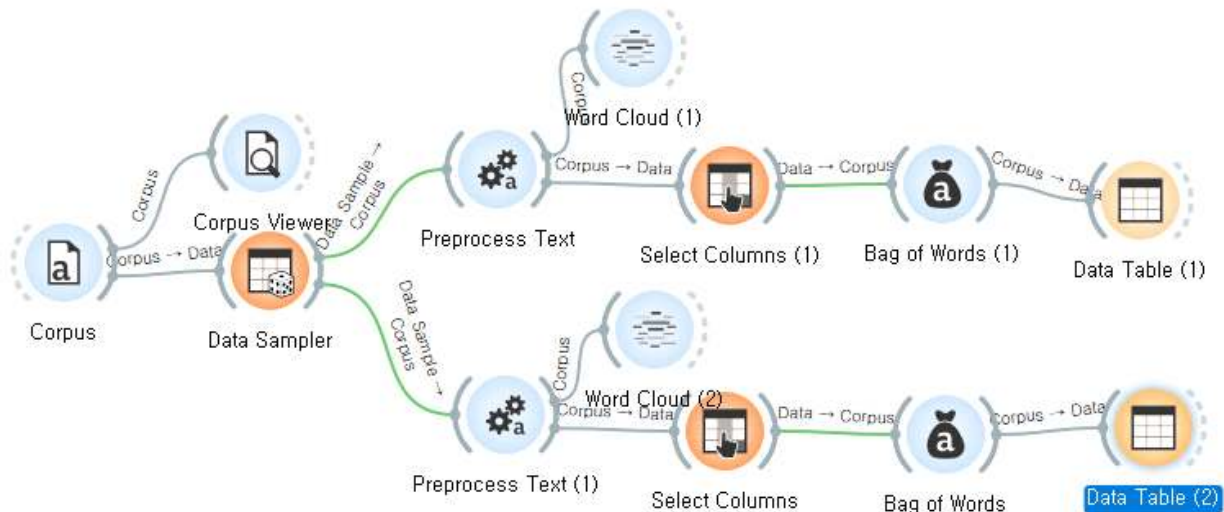 Corpus
Word Cloud (1)
Corpus
Corpus Viewer
Data Sample →
Corpus
Preprocess Text
Corpus → Data
Select Columns (1)
Data → Corpus
Bag of Words (1)
Corpus → Data
Data Table (1)
a
Corpus
Corpus → Data
Data Sampler
Data Sample →
Corpus
Corpus
Word Cloud (2)
Preprocess Text (1)
Corpus → Data
Select Columns
Data → Corpus
Bag of Words
Corpus → Data
Data Table (2)
a
a
a
a